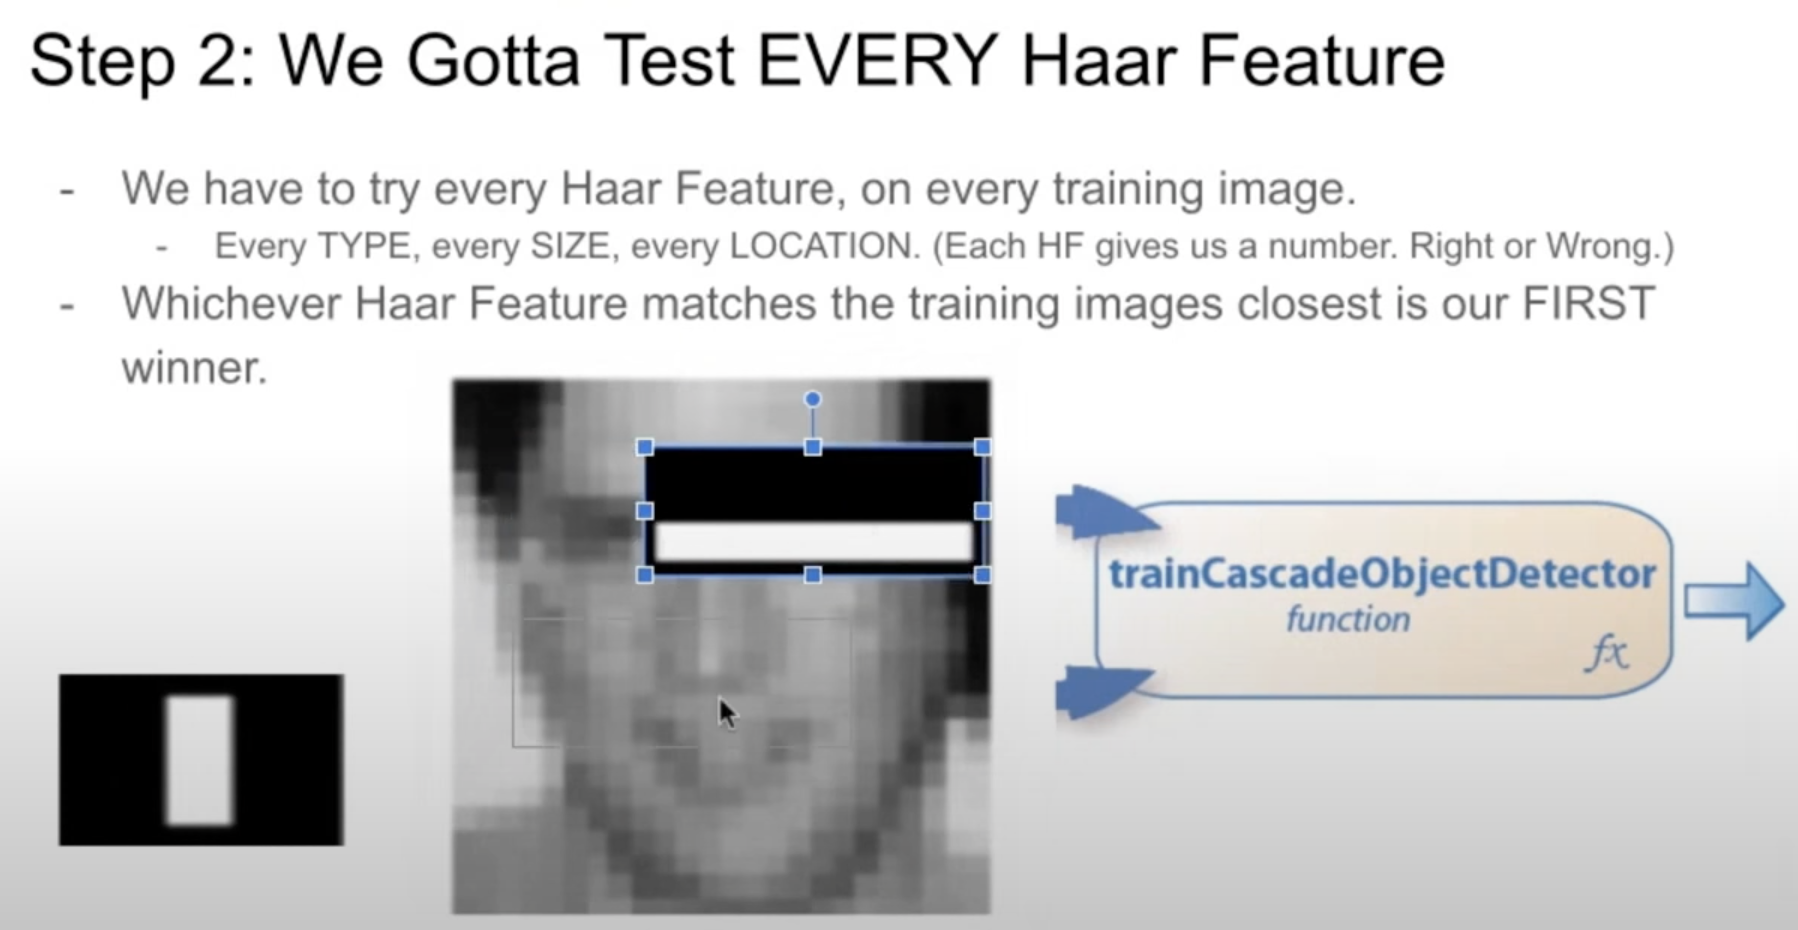 Step 2: We Gotta Test EVERY Haar Feature
- We have to try every Haar Feature, on every training image.
- Every TYPE, every SIZE, every LOCATION. (Each HF gives us a number. Right or Wrong.)
- Whichever Haar Feature matches the training images closest is our FIRST
winner.
trainCascadeObjectDetector
function
fx